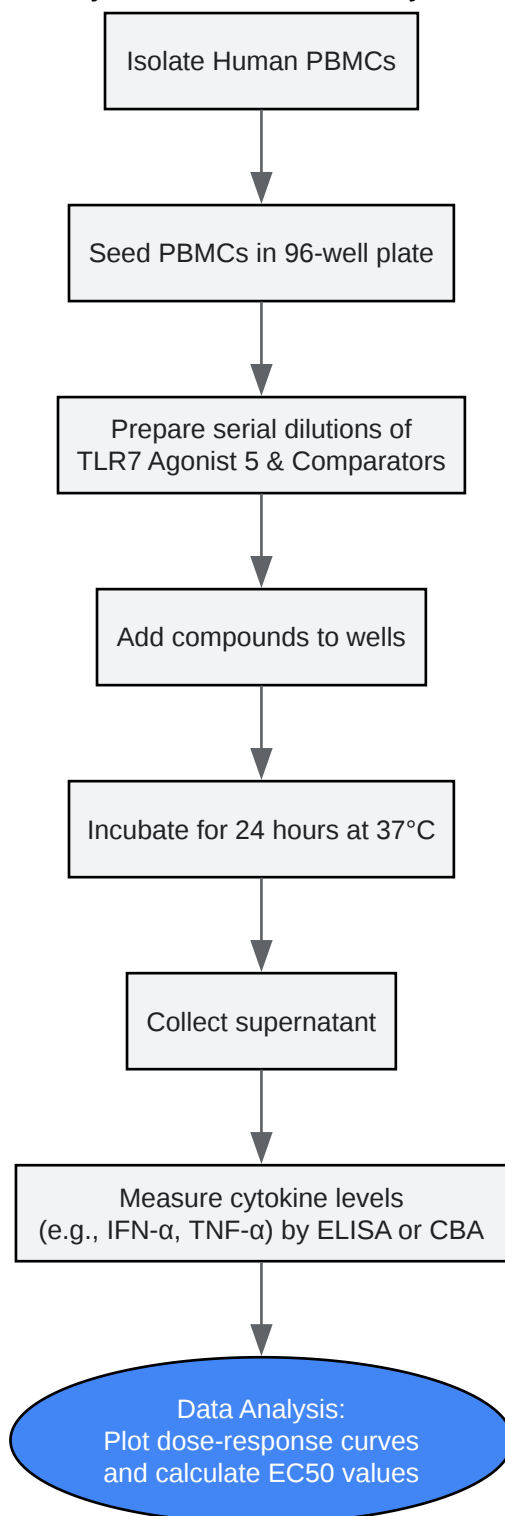 Isolate Human PBMCs
Seed PBMCs in 96-well plate
Prepare serial dilutions of
TLR7 Agonist 5 & Comparators
Add compounds to wells
Incubate for 24 hours at 37°C
Collect supernatant
Measure cytokine levels
(e.g., IFN-α, TNF-α) by ELISA or CBA
Data Analysis:
Plot dose-response curves
and calculate EC50 values